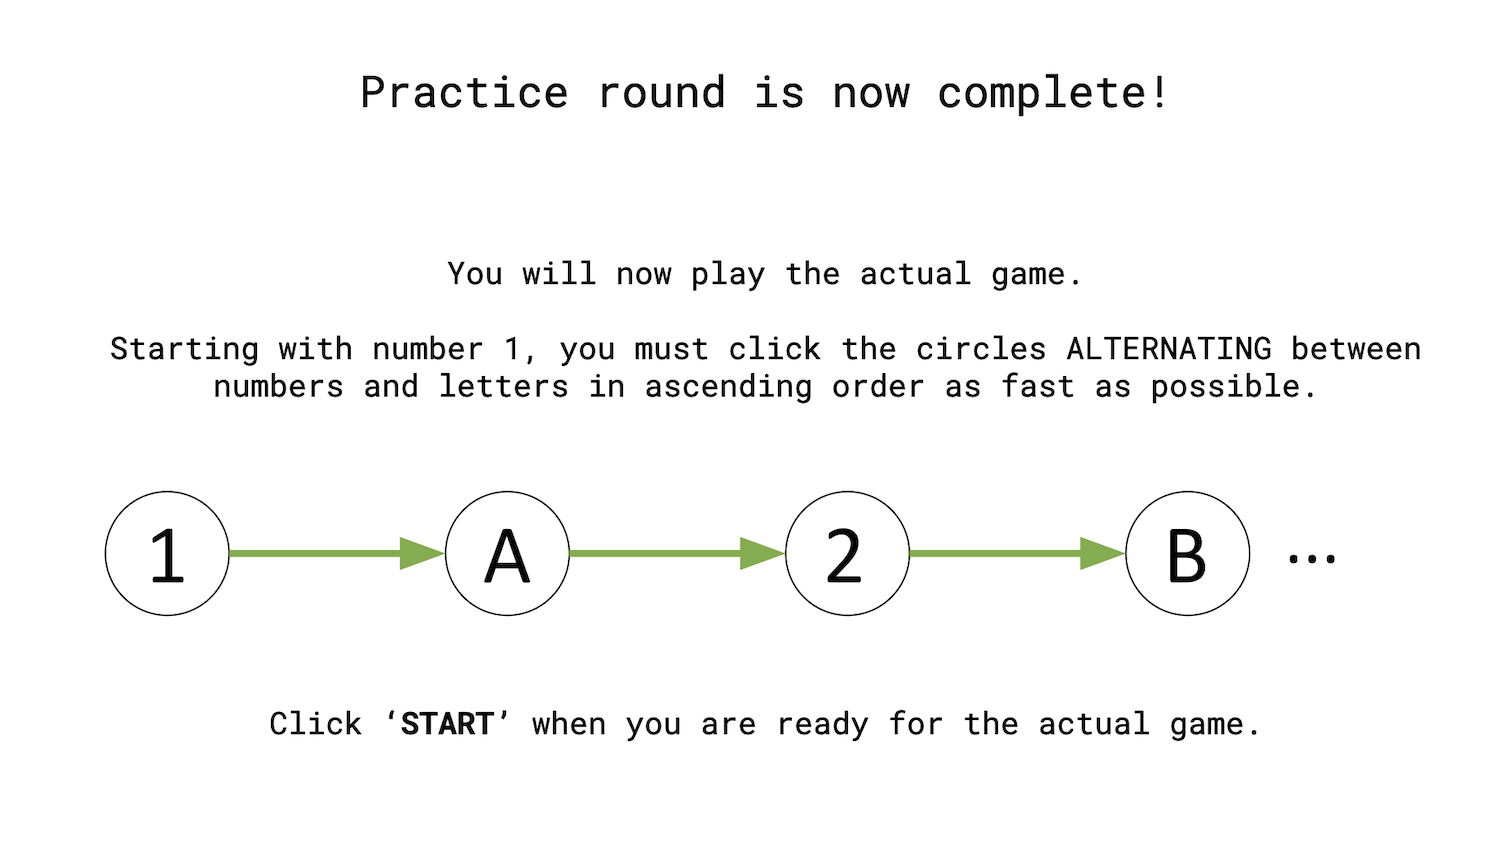 Practice round is now complete!
You will now play the actual game.
Starting with number 1, you must click the circles ALTERNATING between
numbers and letters in ascending order as fast as possible.
1 A 2 B ...
Click ‘START’ when you are ready for the actual game.